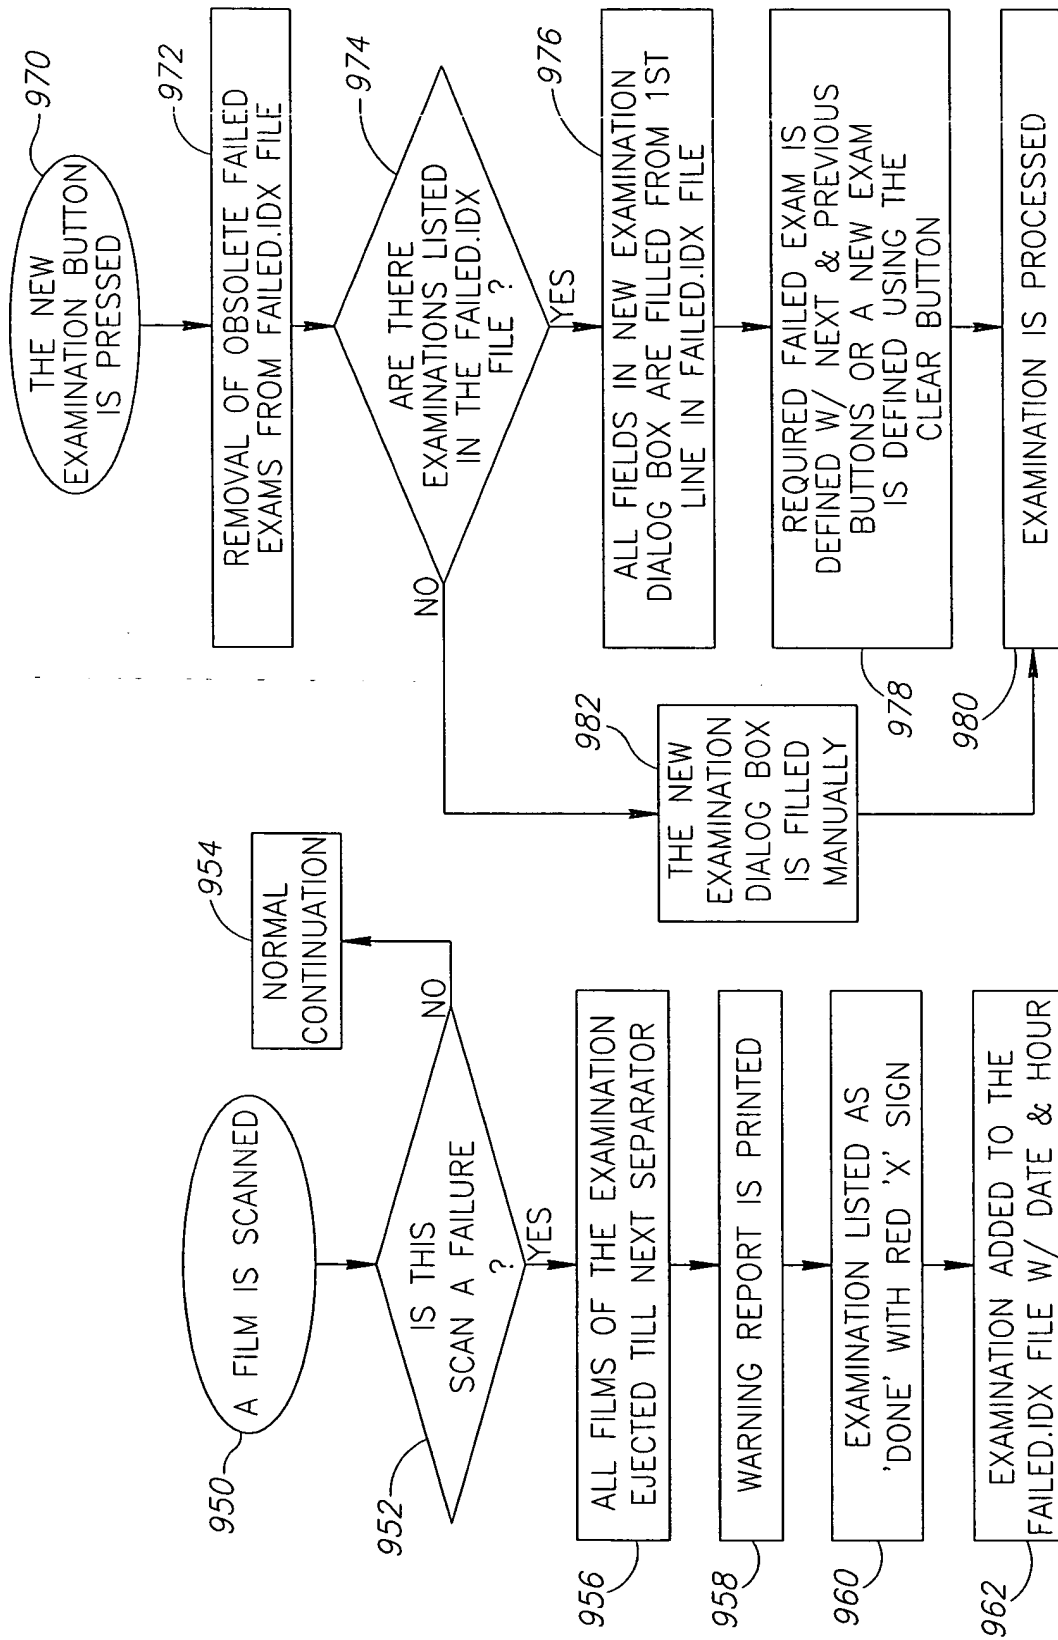 950
A FILM IS SCANNED
952
IS THIS
SCAN A FAILURE
?
NO
954
NORMAL
CONTINUATION
YES
956
ALL FILMS OF THE EXAMINATION
EJECTED TILL NEXT SEPARATOR
958
WARNING REPORT IS PRINTED
960
EXAMINATION LISTED AS
'DONE' WITH RED 'X' SIGN
962
EXAMINATION ADDED TO THE
FAILED.IDX FILE W/ DATE & HOUR
970
THE NEW
EXAMINATION BUTTON
IS PRESSED
972
REMOVAL OF OBSOLETE FAILED
EXAMS FROM FAILED.IDX FILE
974
ARE THERE
EXAMINATIONS LISTED
IN THE FAILED.IDX
FILE ?
NO
YES
976
ALL FIELDS IN NEW EXAMINATION
DIALOG BOX ARE FILLED FROM 1ST
LINE IN FAILED.IDX FILE
978
REQUIRED FAILED EXAM IS
DEFINED W/ NEXT & PREVIOUS
BUTTONS OR A NEW EXAM
IS DEFINED USING THE
CLEAR BUTTON
982
THE NEW
EXAMINATION
DIALOG BOX
IS FILLED
MANUALLY
980
EXAMINATION IS PROCESSED